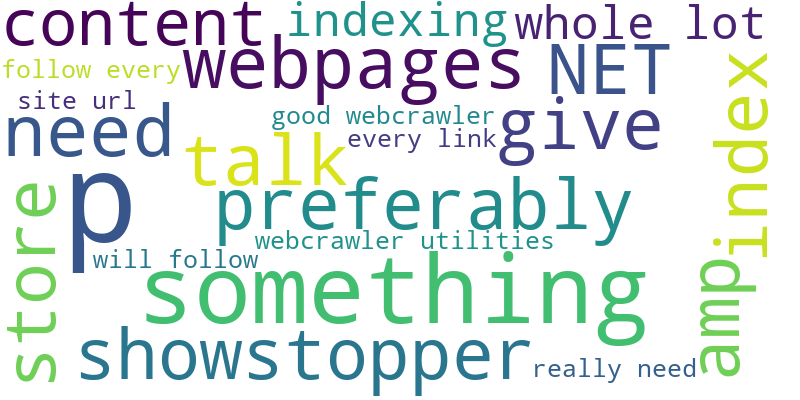 content
indexing
whole lot
follow every
webpages
NET
site url
need
good webcrawler
every link
give
talk
index
p
preferably
store
webcrawler utilities
will follow
something
amp
showstopper
really need